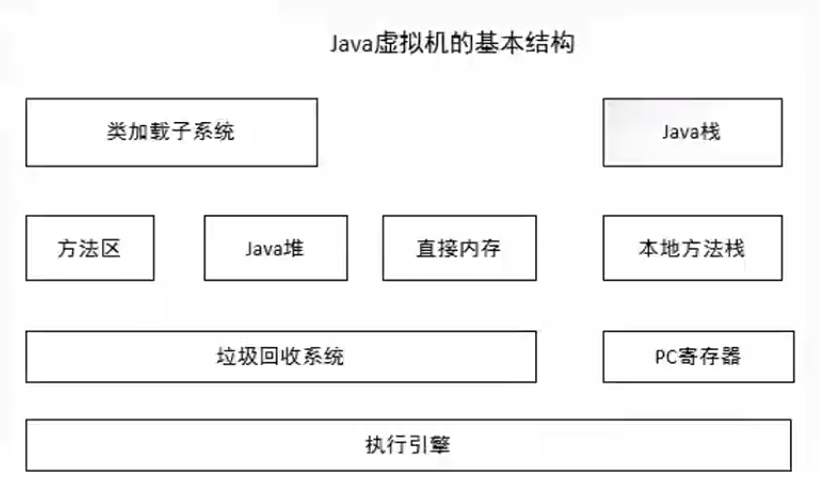 Java虚拟机的基本结构
类加载子系统
Java栈
方法区
Java堆
直接内存
本地方法栈
垃圾回收系统
PC寄存器
执行引擎